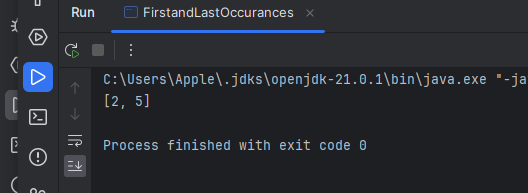 Run FirstandLastOccurances
C:\Users\Apple\.jdks\openjdk-21.0.1\bin\java.exe "-ja
[2, 5]
Process finished with exit code 0